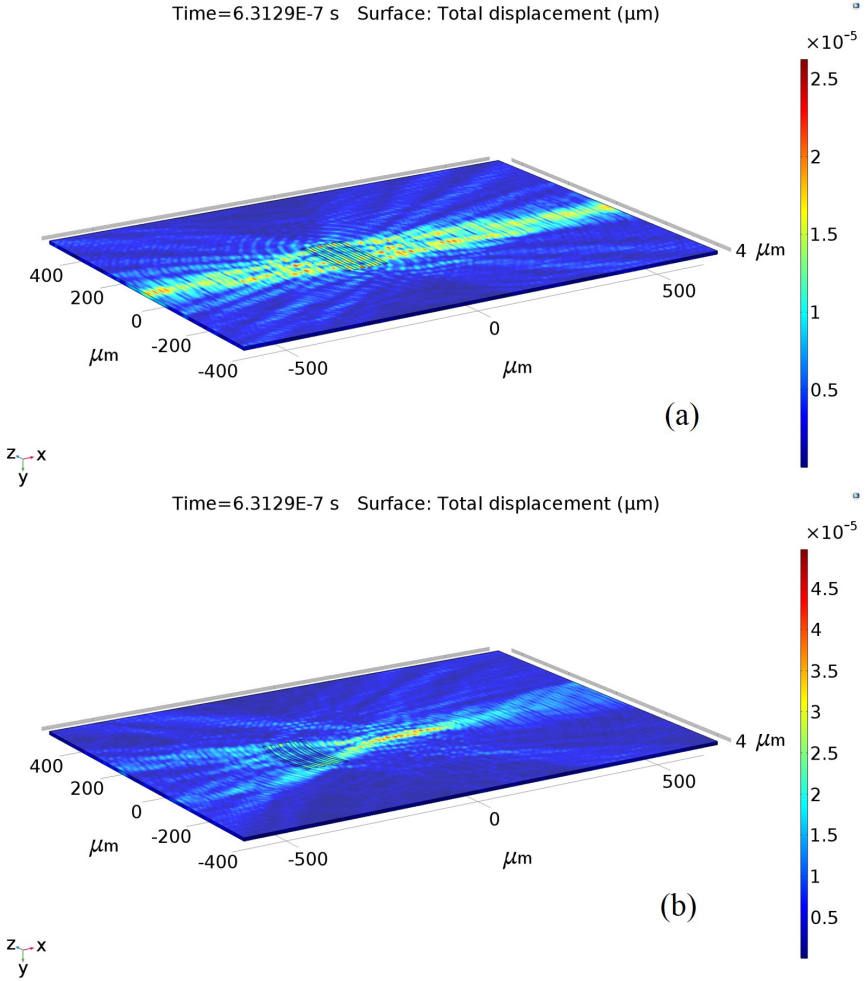 Time=6.3129E-7 s   Surface: Total displacement (μm)
×10⁻⁵
2.5
2
1.5
1
0.5
4 μm
400
200
0
-200
-400
μm
-500
0
500
μm
(a)
z x
y
Time=6.3129E-7 s   Surface: Total displacement (μm)
×10⁻⁵
4.5
4
3.5
3
2.5
2
1.5
1
0.5
4 μm
400
200
0
-200
-400
μm
-500
0
500
μm
(b)
z x
y